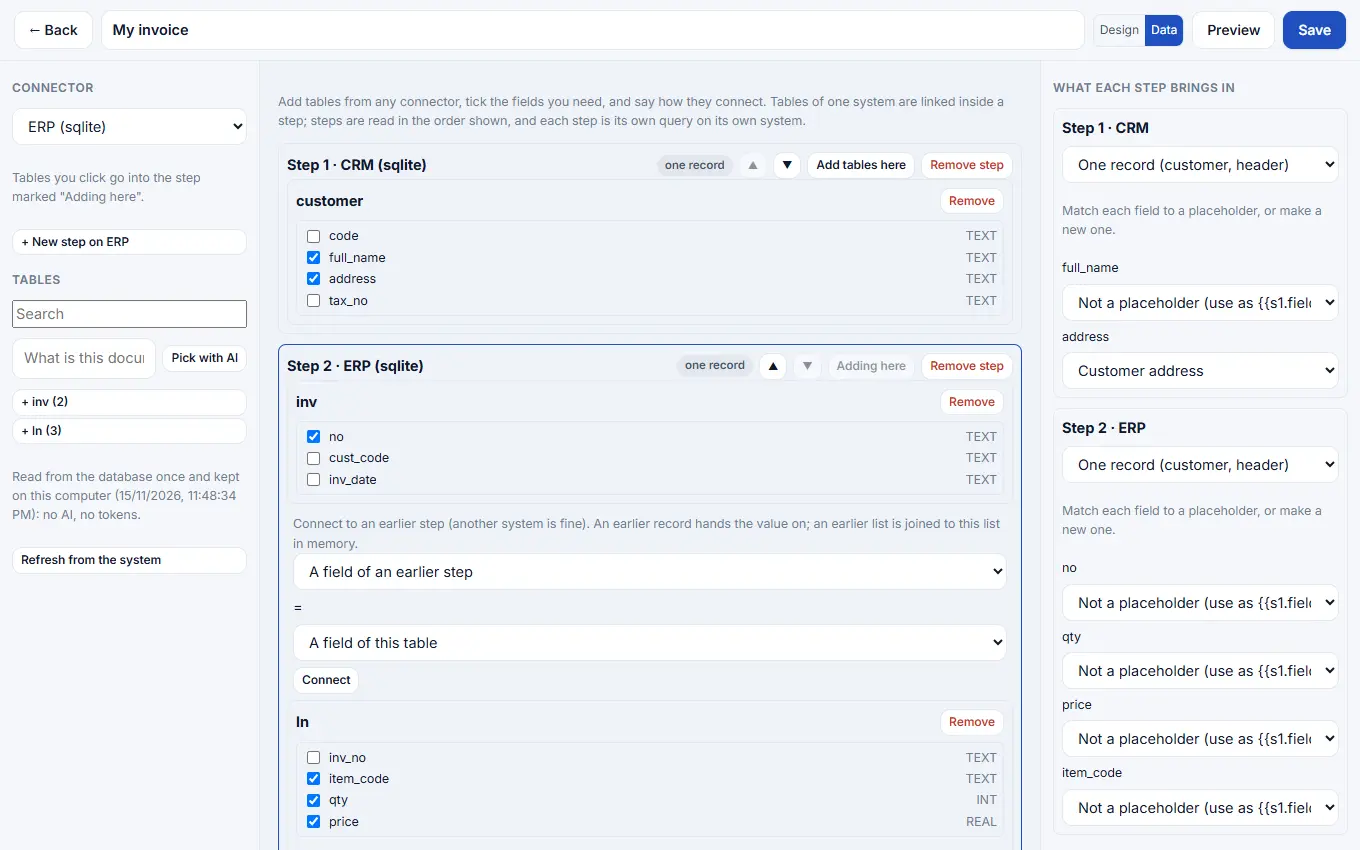 ← Back
My invoice
Design
Data
Preview
Save
CONNECTOR
ERP (sqlite)
Tables you click go into the step
marked "Adding here".
+ New step on ERP
TABLES
Search
What is this docur
Pick with AI
+ inv (2)
+ ln (3)
Read from the database once and kept
on this computer (15/11/2026, 11:48:34
PM): no AI, no tokens.
Refresh from the system
Add tables from any connector, tick the fields you need, and say how they connect. Tables of one system are linked inside a
step; steps are read in the order shown, and each step is its own query on its own system.
Step 1 · CRM (sqlite)
one record
▲
▼
Add tables here
Remove step
customer
Remove
code TEXT
full_name TEXT
address TEXT
tax_no TEXT
Step 2 · ERP (sqlite)
one record
▲
▼
Adding here
Remove step
inv
Remove
no TEXT
cust_code TEXT
inv_date TEXT
Connect to an earlier step (another system is fine). An earlier record hands the value on; an earlier list is joined to this list
in memory.
A field of an earlier step
=
A field of this table
Connect
ln
Remove
inv_no TEXT
item_code TEXT
qty INT
price REAL
WHAT EACH STEP BRINGS IN
Step 1 · CRM
One record (customer, header)
Match each field to a placeholder, or make a
new one.
full_name
Not a placeholder (use as {{s1.field
address
Customer address
Step 2 · ERP
One record (customer, header)
Match each field to a placeholder, or make a
new one.
no
Not a placeholder (use as {{s1.field
qty
Not a placeholder (use as {{s1.field
price
Not a placeholder (use as {{s1.field
item_code
Not a placeholder (use as {{s1.field